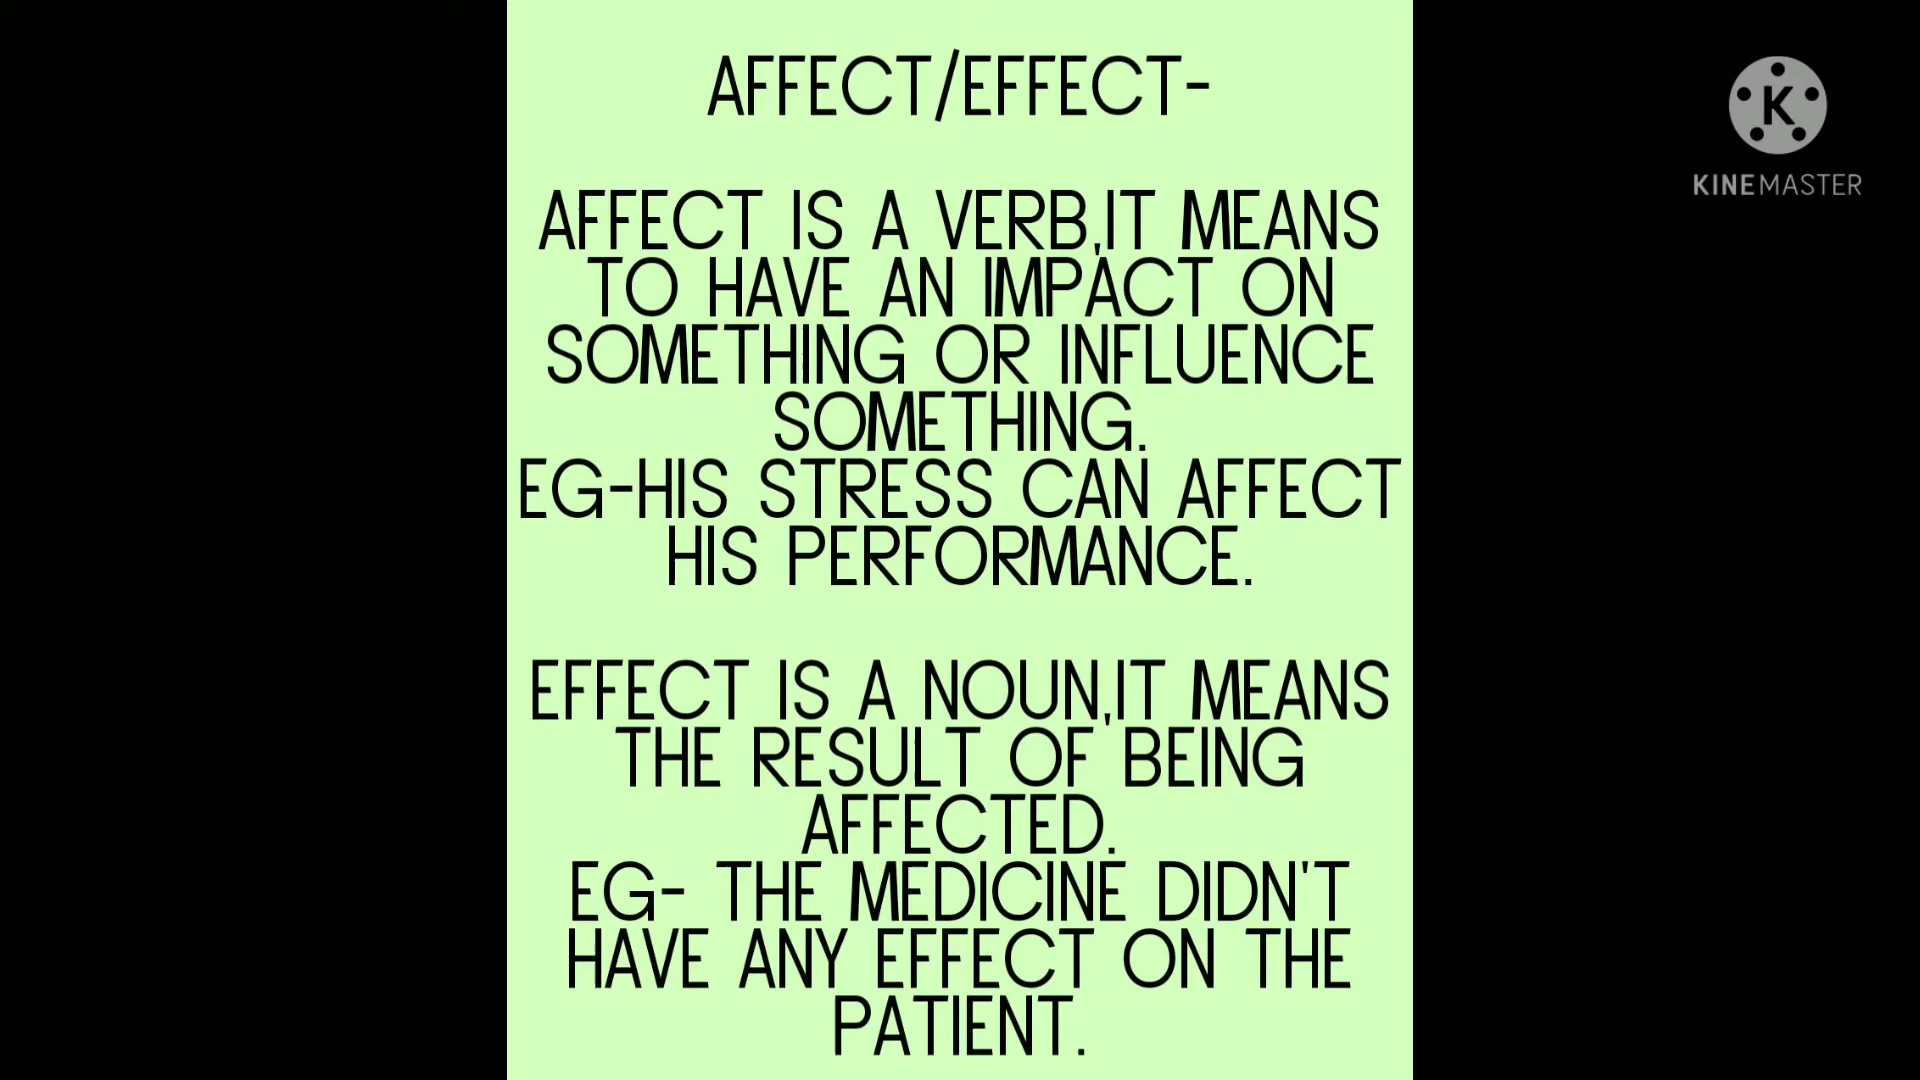 AFFECT/EFFECT-
AFFECT IS A VERB,IT MEANS
TO HAVE AN IMPACT ON
SOMETHING OR INFLUENCE
SOMETHING.
EG-HIS STRESS CAN AFFECT
HIS PERFORMANCE.
EFFECT IS A NOUN,IT MEANS
THE RESULT OF BEING
AFFECTED.
EG- THE MEDICINE DIDN'T
HAVE ANY EFFECT ON THE
PATIENT.
K
KINEMASTER